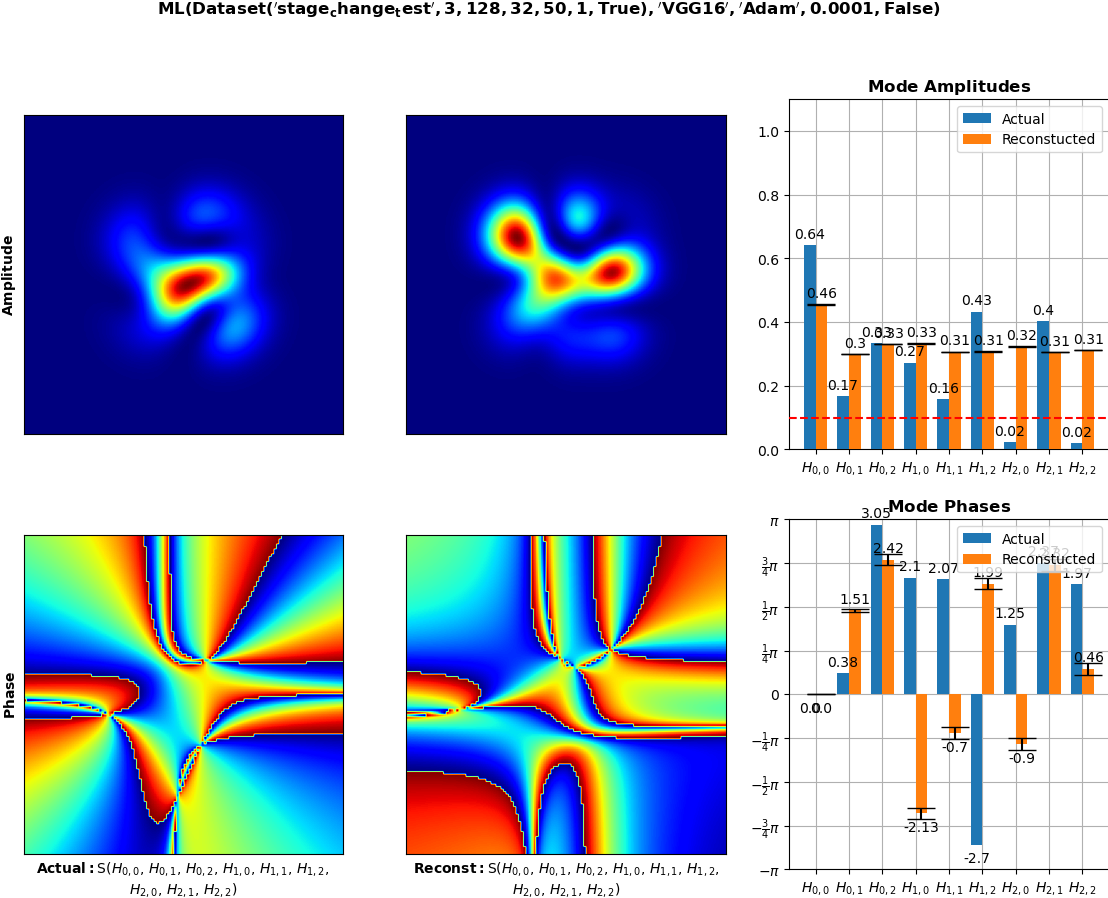 ML(Dataset('stage_change_test', 3, 128, 32, 50, 1, True), 'VGG16', 'Adam', 0.0001, False)
Amplitude
Mode Amplitudes
Actual
Reconstucted
1.0
0.8
0.6
0.4
0.2
0.0
0.64
0.46
0.17
0.3
0.33
0.33
0.27
0.33
0.16
0.31
0.43
0.31
0.02
0.32
0.4
0.31
0.02
0.31
H0,0 H0,1 H0,2 H1,0 H1,1 H1,2 H2,0 H2,1 H2,2
Phase
Actual: S(H0,0, H0,1, H0,2, H1,0, H1,1, H1,2,
H2,0, H2,1, H2,2)
Reconst: S(H0,0, H0,1, H0,2, H1,0, H1,1, H1,2,
H2,0, H2,1, H2,2)
Mode Phases
Actual
Reconstucted
π
3/4π
1/2π
1/4π
0
−1/4π
−1/2π
−3/4π
−π
0.0
0.0
0.38
1.51
3.05
2.42
2.1
-2.13
2.07
-0.7
-2.7
1.99
1.25
-0.9
1.97
0.46
H0,0 H0,1 H0,2 H1,0 H1,1 H1,2 H2,0 H2,1 H2,2